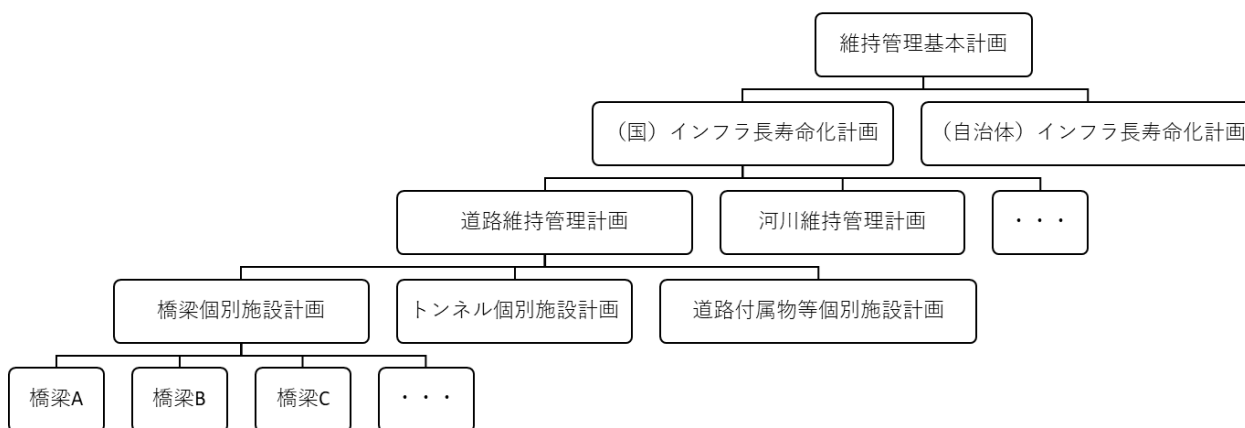 維持管理基本計画
（国）インフラ長寿命化計画
（自治体）インフラ長寿命化計画
道路維持管理計画
河川維持管理計画
・・・
橋梁個別施設計画
トンネル個別施設計画
道路付属物等個別施設計画
橋梁A
橋梁B
橋梁C
・・・